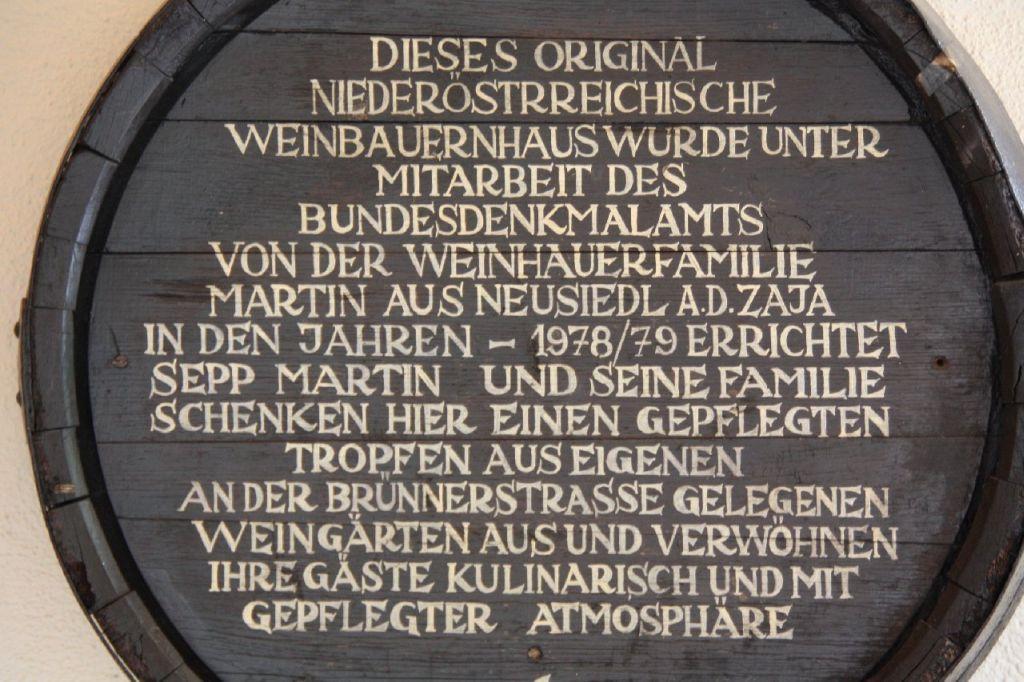 DIESES ORIGINAL
NIEDERÖSTRREICHISCHE
WEINBAUERNHAUS WURDE UNTER
MITARBEIT DES
BUNDESDENKMALAMTS
VON DER WEINHAUERFAMILIE
MARTIN AUS NEUSIEDL A.D. ZAJA
IN DEN JAHREN – 1978/79 ERRICHTET
SEPP MARTIN UND SEINE FAMILIE
SCHENKEN HIER EINEN GEPFLEGTEN
TROPFEN AUS EIGENEN
AN DER BRÜNNERSTRASSE GELEGENEN
WEINGÄRTEN AUS UND VERWÖHNEN
IHRE GÄSTE KULINARISCH UND MIT
GEPFLEGTER ATMOSPHÄRE